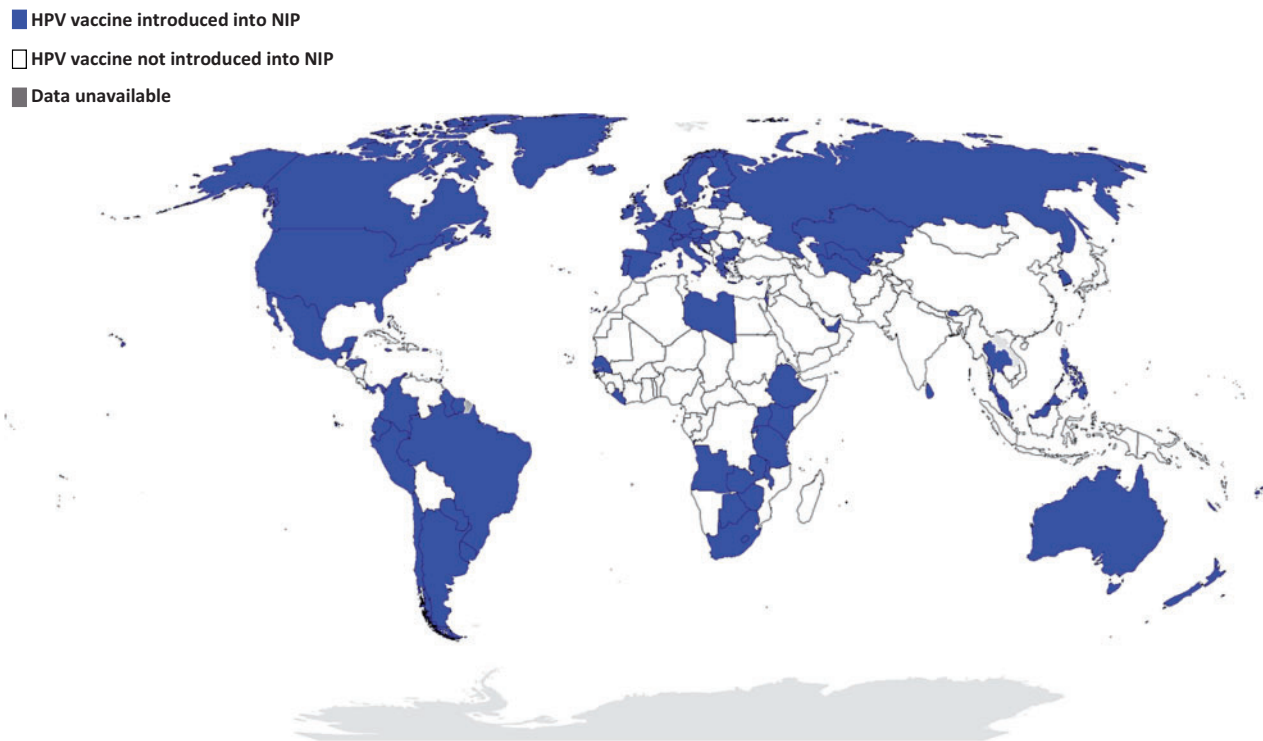 HPV vaccine introduced into NIP
HPV vaccine not introduced into NIP
Data unavailable